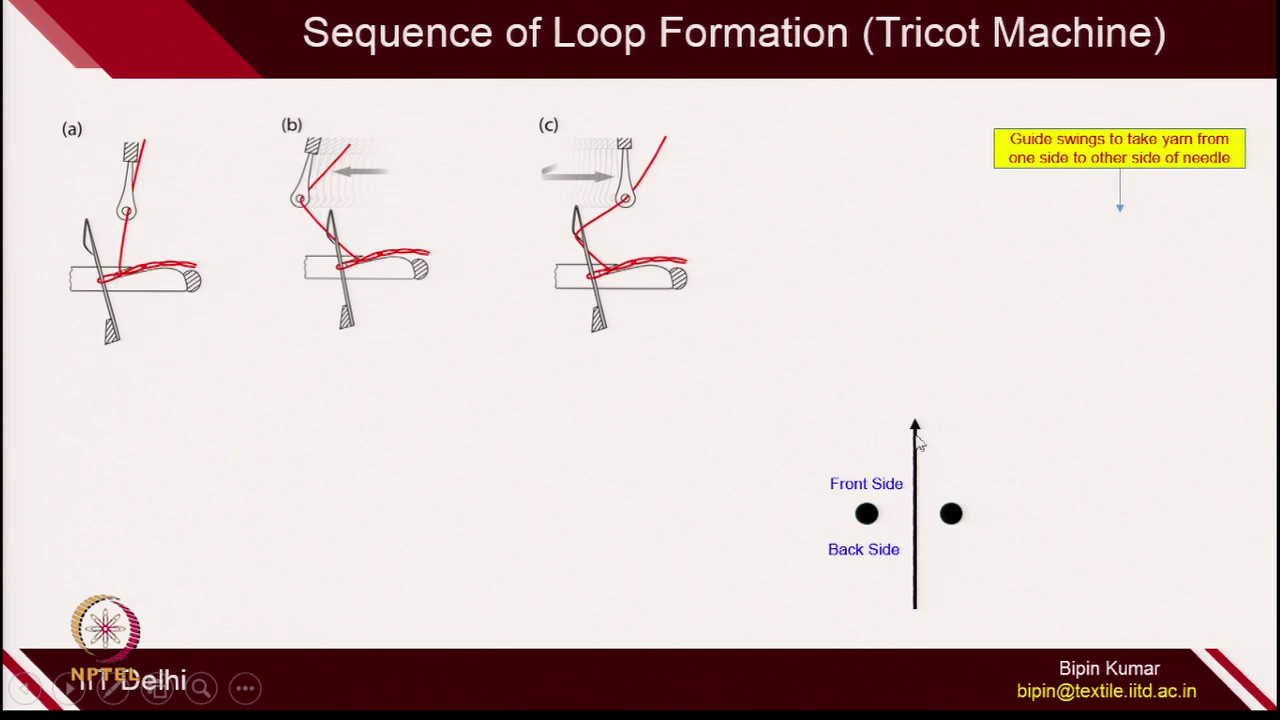 Sequence of Loop Formation (Tricot Machine)
(a)
(b)
(c)
Guide swings to take yarn from
one side to other side of needle
Front Side
Back Side
NPTEL
IIT Delhi
Bipin Kumar
bipin@textile.iitd.ac.in